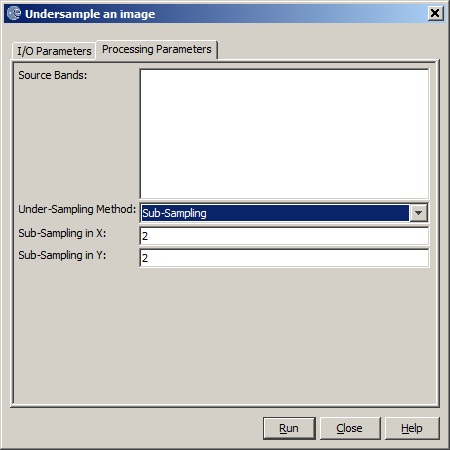 Undersample an image
I/O Parameters Processing Parameters
Source Bands:
Under-Sampling Method: Sub-Sampling
Sub-Sampling in X: 2
Sub-Sampling in Y: 2
Run Close Help